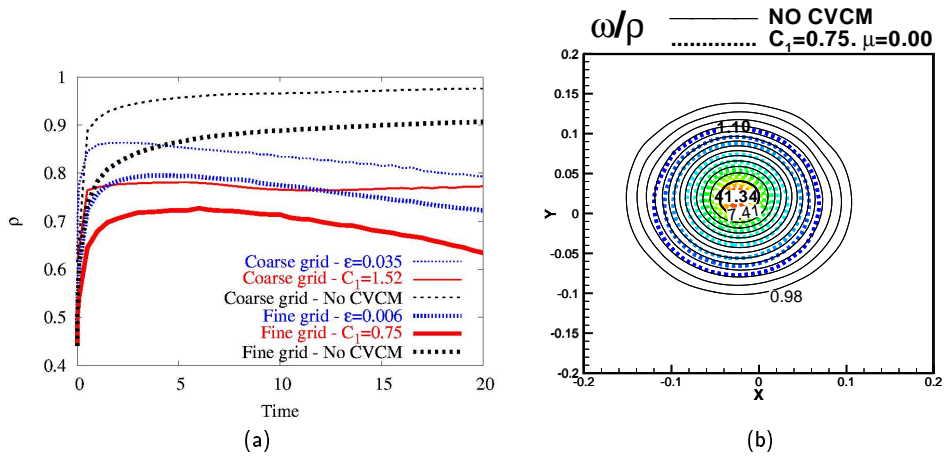 1
0.9
0.8
0.7
0.6
0.5
0.4
ρ
0 5 10 15 20
Time
Coarse grid - ε=0.035
Coarse grid - C₁=1.52
Coarse grid - No CVCM
Fine grid - ε=0.006
Fine grid - C₁=0.75
Fine grid - No CVCM
(a)
ω/ρ
NO CVCM
C₁=0.75. μ=0.00
0.2
0.15
0.1
0.05
0
-0.05
-0.1
-0.15
-0.2
Y
-0.2 -0.1 0 0.1 0.2
X
1.10
41.34
7.41
0.98
(b)